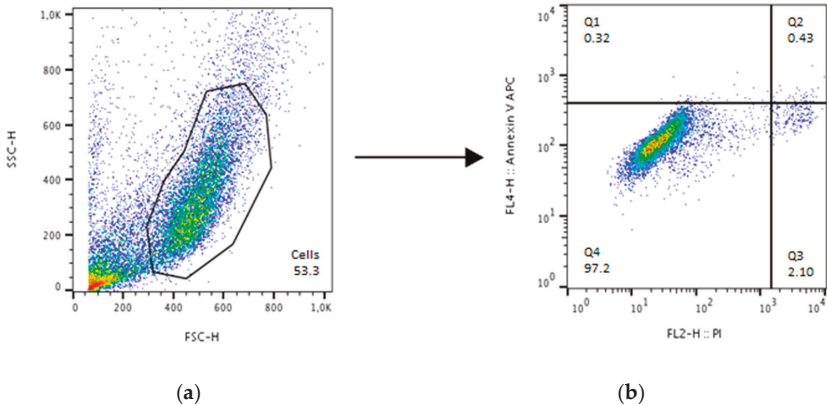 1,0K
800
600
400
200
0
SSC-H
0 200 400 600 800 1,0K
FSC-H
Cells
53.3
(a)
Q1
0.32
Q2
0.43
Q4
97.2
Q3
2.10
10^4
10^3
10^2
10^1
10^0
FL4-H :: Annexin V APC
10^0 10^1 10^2 10^3 10^4
FL2-H :: PI
(b)